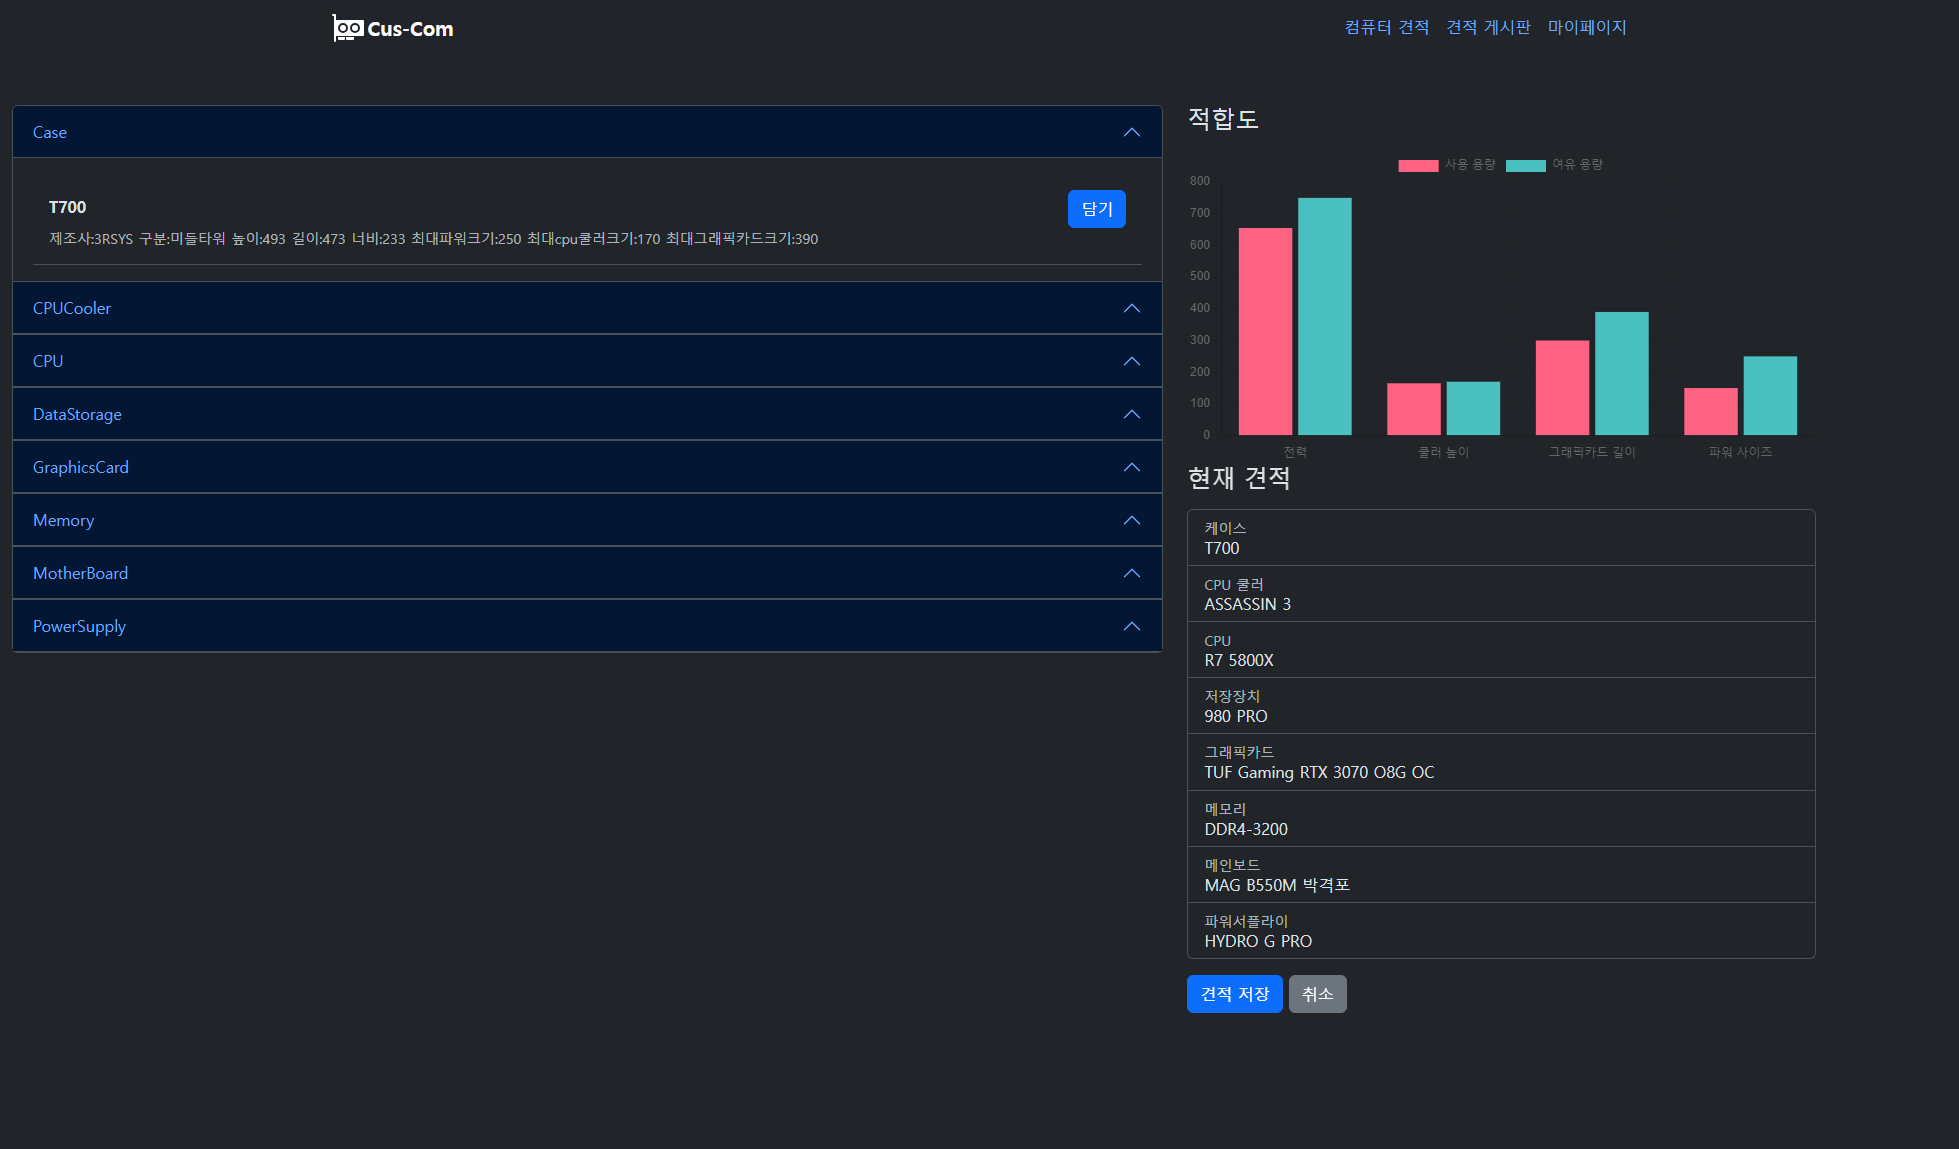 Cus-Com
컴퓨터 견적 견적 게시판 마이페이지
Case
T700
담기
제조사:3RSYS 구분:미들타워 높이:493 길이:473 너비:233 최대파워크기:250 최대cpu쿨러크기:170 최대그래픽카드크기:390
CPUCooler
CPU
DataStorage
GraphicsCard
Memory
MotherBoard
PowerSupply
적합도
사용 용량 여유 용량
800
700
600
500
400
300
200
100
0
전력 쿨러 높이 그래픽카드 길이 파워 사이즈
현재 견적
케이스
T700
CPU 쿨러
ASSASSIN 3
CPU
R7 5800X
저장장치
980 PRO
그래픽카드
TUF Gaming RTX 3070 O8G OC
메모리
DDR4-3200
메인보드
MAG B550M 박격포
파워서플라이
HYDRO G PRO
견적 저장 취소